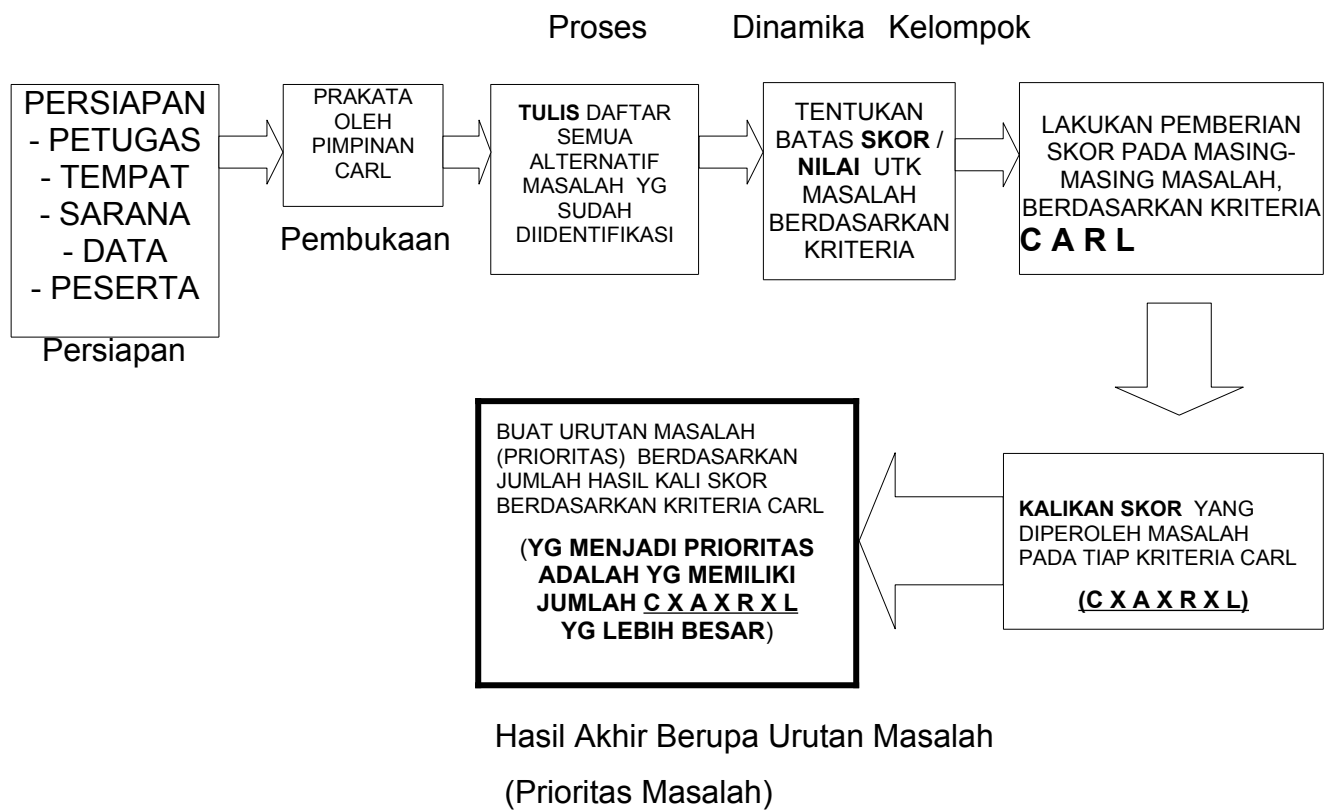 Proses Dinamika Kelompok
PERSIAPAN
- PETUGAS
- TEMPAT
- SARANA
- DATA
- PESERTA
Persiapan
PRAKATA
OLEH
PIMPINAN
CARL
Pembukaan
TULIS DAFTAR
SEMUA
ALTERNATIF
MASALAH YG
SUDAH
DIIDENTIFIKASI
TENTUKAN
BATAS SKOR /
NILAI UTK
MASALAH
BERDASARKAN
KRITERIA
LAKUKAN PEMBERIAN
SKOR PADA MASING-
MASING MASALAH,
BERDASARKAN KRITERIA
C A R L
KALIKAN SKOR YANG
DIPEROLEH MASALAH
PADA TIAP KRITERIA CARL
(C X A X R X L)
BUAT URUTAN MASALAH
(PRIORITAS) BERDASARKAN
JUMLAH HASIL KALI SKOR
BERDASARKAN KRITERIA CARL
(YG MENJADI PRIORITAS
ADALAH YG MEMILIKI
JUMLAH C X A X R X L
YG LEBIH BESAR)
Hasil Akhir Berupa Urutan Masalah
(Prioritas Masalah)